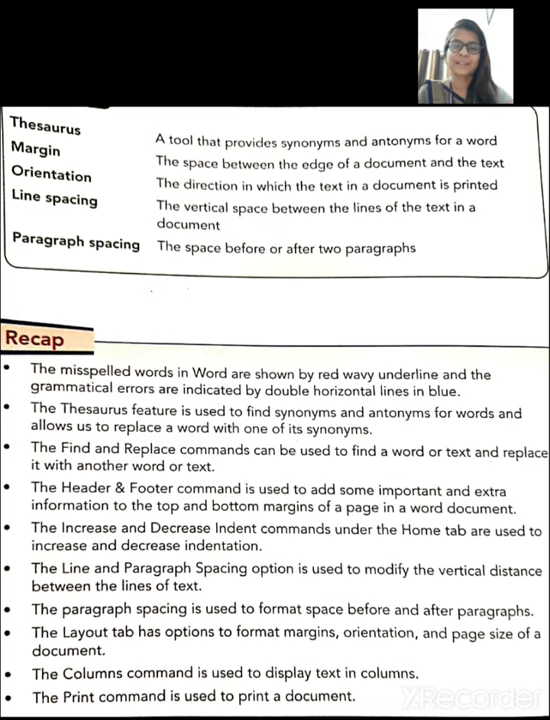 Thesaurus A tool that provides synonyms and antonyms for a word
Margin The space between the edge of a document and the text
Orientation The direction in which the text in a document is printed
Line spacing The vertical space between the lines of the text in a
document
Paragraph spacing The space before or after two paragraphs
Recap
• The misspelled words in Word are shown by red wavy underline and the
grammatical errors are indicated by double horizontal lines in blue.
• The Thesaurus feature is used to find synonyms and antonyms for words and
allows us to replace a word with one of its synonyms.
• The Find and Replace commands can be used to find a word or text and replace
it with another word or text.
• The Header & Footer command is used to add some important and extra
information to the top and bottom margins of a page in a word document.
• The Increase and Decrease Indent commands under the Home tab are used to
increase and decrease indentation.
• The Line and Paragraph Spacing option is used to modify the vertical distance
between the lines of text.
• The paragraph spacing is used to format space before and after paragraphs.
• The Layout tab has options to format margins, orientation, and page size of a
document.
• The Columns command is used to display text in columns.
• The Print command is used to print a document.
XRecorder